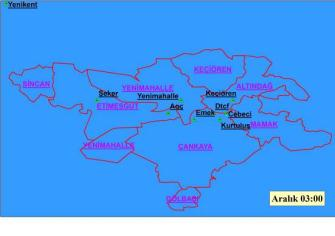 Yenikent
KEÇİÖREN
SİNCAN
YENİMAHALLE
ALTINDAĞ
Şeker
Yenimahalle
Keçiören
ETİMESGUT
Aoç
Dtcf
Emek
Cebeci
Kurtuluş
MAMAK
YENİMAHALLE
ÇANKAYA
GÖLBAŞI
Aralık 03:00